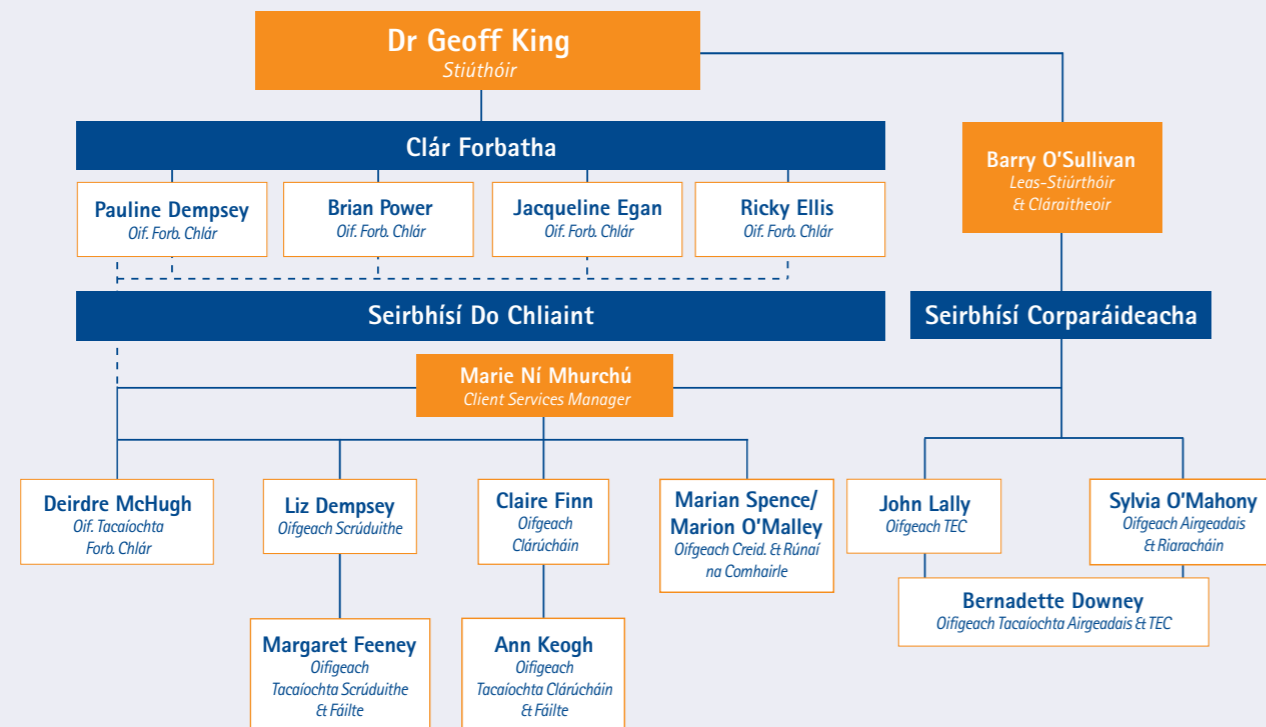 Dr Geoff King
Stiúthóir
Clár Forbatha
Barry O'Sullivan
Leas-Stiúrthóir
& Cláraitheoir
Pauline Dempsey
Oif. Forb. Chlár
Brian Power
Oif. Forb. Chlár
Jacqueline Egan
Oif. Forb. Chlár
Ricky Ellis
Oif. Forb. Chlár
Seirbhísí Do Chliaint
Seirbhísí Corparáideacha
Marie Ní Mhurchú
Client Services Manager
Deirdre McHugh
Oif. Tacaíochta
Forb. Chlár
Liz Dempsey
Oifgeach Scrúduithe
Claire Finn
Oifgeach
Clárúcháin
Marian Spence/
Marion O'Malley
Oifgeach Creid. & Rúnaí
na Comhairle
John Lally
Oifgeach TEC
Sylvia O'Mahony
Oifgeach Airgeadais
& Riaracháin
Bernadette Downey
Oifigeach Tacaíochta Airgeadais & TEC
Margaret Feeney
Oifigeach
Tacaíochta Scrúduithe
& Fáilte
Ann Keogh
Oifigeach
Tacaíochta Clárúcháin
& Fáilte